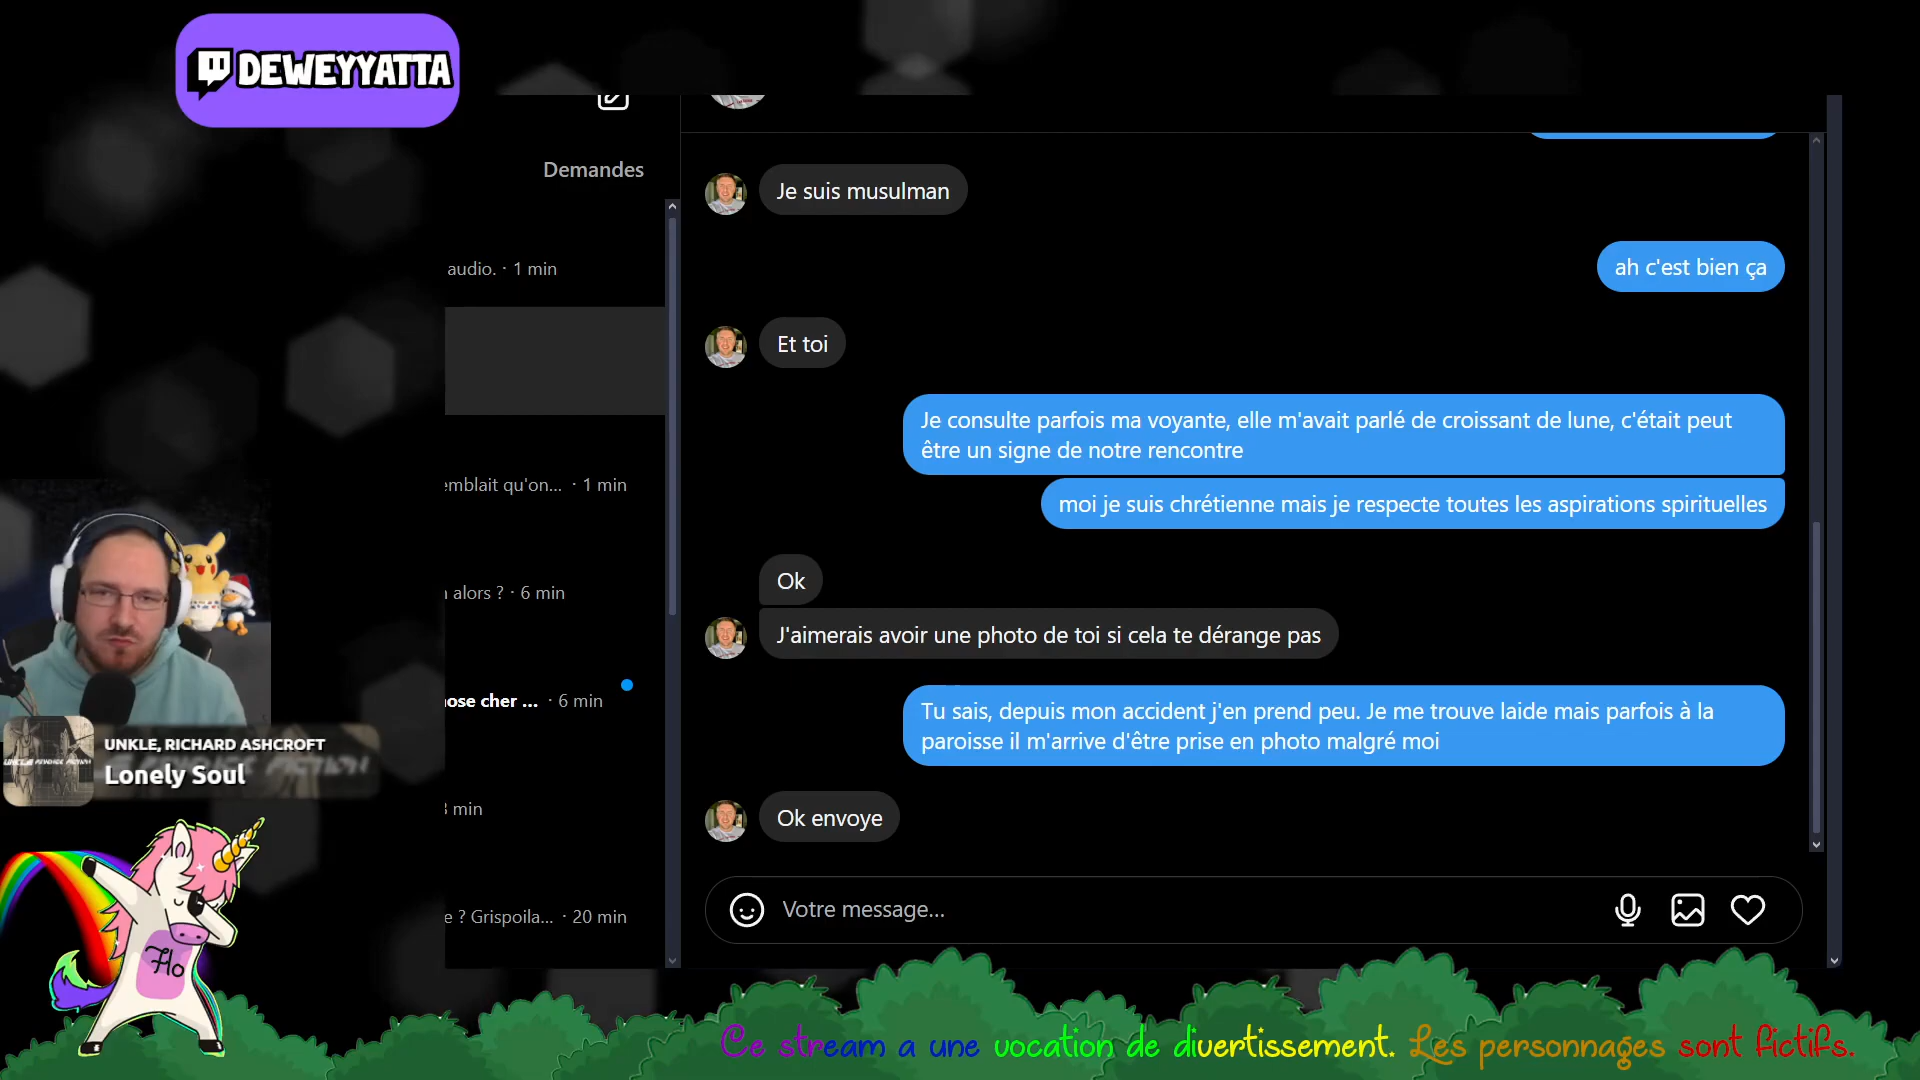 DEWEYYATTA
Demandes
audio. · 1 min
Je suis musulman
ah c'est bien ça
Et toi
Je consulte parfois ma voyante, elle m'avait parlé de croissant de lune, c'était peut
être un signe de notre rencontre
emblait qu'on... · 1 min
moi je suis chrétienne mais je respecte toutes les aspirations spirituelles
Ok
alors ? · 6 min
J'aimerais avoir une photo de toi si cela te dérange pas
ose cher ... · 6 min
Tu sais, depuis mon accident j'en prend peu. Je me trouve laide mais parfois à la
paroisse il m'arrive d'être prise en photo malgré moi
UNKLE, RICHARD ASHCROFT
Lonely Soul
min
Ok envoye
e ? Grispoila... · 20 min
Votre message...
Flo
Ce stream a une vocation de divertissement. Les personnages sont fictifs.